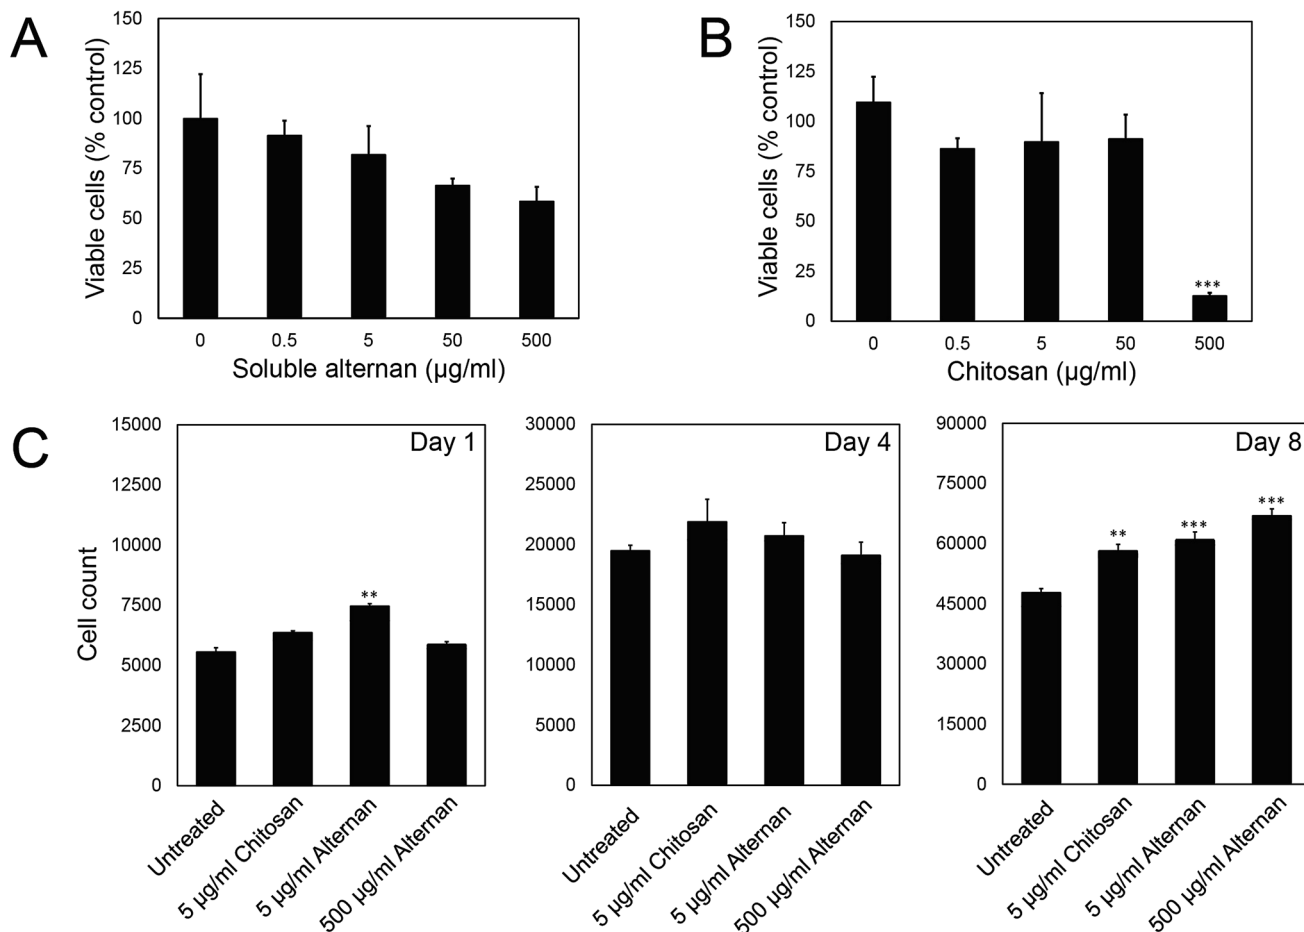 A
150
125
100
75
50
25
0
Viable cells (% control)
0 0.5 5 50 500
Soluble alternan (µg/ml)
B
150
125
100
75
50
25
0
Viable cells (% control)
***
0 0.5 5 50 500
Chitosan (µg/ml)
C
Cell count
15000
12500
10000
7500
5000
2500
0
Day 1
**
Untreated
5 µg/ml Chitosan
5 µg/ml Alternan
500 µg/ml Alternan
30000
25000
20000
15000
10000
5000
0
Day 4
Untreated
5 µg/ml Chitosan
5 µg/ml Alternan
500 µg/ml Alternan
90000
75000
60000
45000
30000
15000
0
Day 8
**
***
***
Untreated
5 µg/ml Chitosan
5 µg/ml Alternan
500 µg/ml Alternan